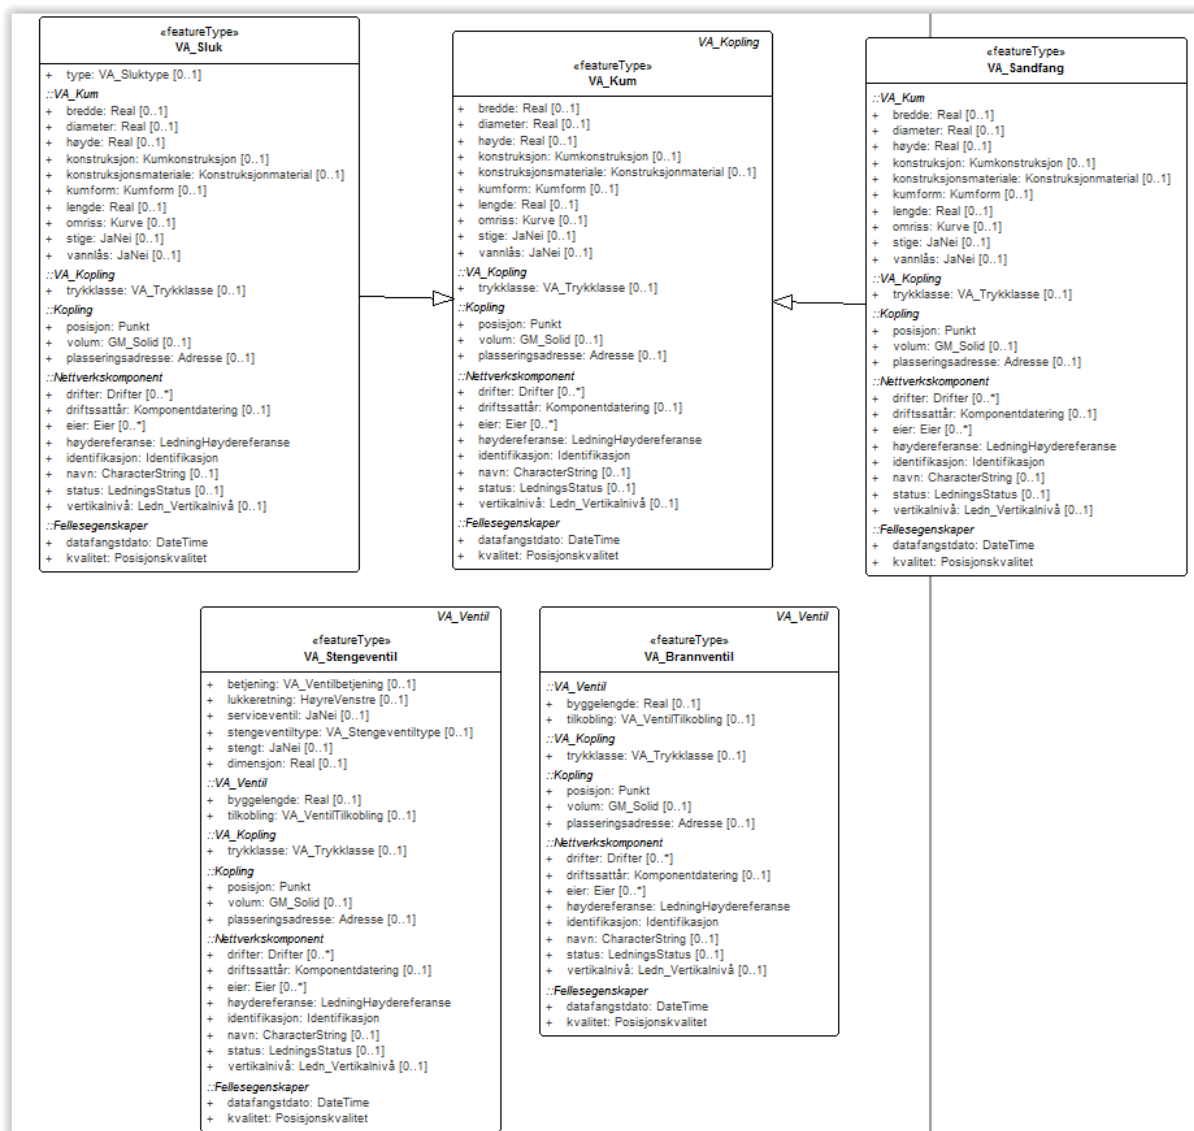 «featureType»
VA_Sluk
+ type: VA_Sluktype [0..1]
::VA_Kum
+ bredde: Real [0..1]
+ diameter: Real [0..1]
+ høyde: Real [0..1]
+ konstruksjon: Kumkonstruksjon [0..1]
+ konstruksjonsmateriale: Konstruksjonmaterial [0..1]
+ kumform: Kumform [0..1]
+ lengde: Real [0..1]
+ omriss: Kurve [0..1]
+ stige: JaNei [0..1]
+ vannlås: JaNei [0..1]
::VA_Kopling
+ trykklasse: VA_Trykklasse [0..1]
::Kopling
+ posisjon: Punkt
+ volum: GM_Solid [0..1]
+ plasseringsadresse: Adresse [0..1]
::Nettverkskomponent
+ drifter: Drifter [0..*]
+ driftssattår: Komponentdatering [0..1]
+ eier: Eier [0..*]
+ høydereferanse: LedningHøydereferanse
+ identifikasjon: Identifikasjon
+ navn: CharacterString [0..1]
+ status: LedningsStatus [0..1]
+ vertikalnivå: Ledn_Vertikalnivå [0..1]
::Fellesegenskaper
+ datafangstdato: DateTime
+ kvalitet: Posisjonskvalitet
VA_Kopling
«featureType»
VA_Kum
+ bredde: Real [0..1]
+ diameter: Real [0..1]
+ høyde: Real [0..1]
+ konstruksjon: Kumkonstruksjon [0..1]
+ konstruksjonsmateriale: Konstruksjonmaterial [0..1]
+ kumform: Kumform [0..1]
+ lengde: Real [0..1]
+ omriss: Kurve [0..1]
+ stige: JaNei [0..1]
+ vannlås: JaNei [0..1]
::VA_Kopling
+ trykklasse: VA_Trykklasse [0..1]
::Kopling
+ posisjon: Punkt
+ volum: GM_Solid [0..1]
+ plasseringsadresse: Adresse [0..1]
::Nettverkskomponent
+ drifter: Drifter [0..*]
+ driftssattår: Komponentdatering [0..1]
+ eier: Eier [0..*]
+ høydereferanse: LedningHøydereferanse
+ identifikasjon: Identifikasjon
+ navn: CharacterString [0..1]
+ status: LedningsStatus [0..1]
+ vertikalnivå: Ledn_Vertikalnivå [0..1]
::Fellesegenskaper
+ datafangstdato: DateTime
+ kvalitet: Posisjonskvalitet
«featureType»
VA_Sandfang
::VA_Kum
+ bredde: Real [0..1]
+ diameter: Real [0..1]
+ høyde: Real [0..1]
+ konstruksjon: Kumkonstruksjon [0..1]
+ konstruksjonsmateriale: Konstruksjonmaterial [0..1]
+ kumform: Kumform [0..1]
+ lengde: Real [0..1]
+ omriss: Kurve [0..1]
+ stige: JaNei [0..1]
+ vannlås: JaNei [0..1]
::VA_Kopling
+ trykklasse: VA_Trykklasse [0..1]
::Kopling
+ posisjon: Punkt
+ volum: GM_Solid [0..1]
+ plasseringsadresse: Adresse [0..1]
::Nettverkskomponent
+ drifter: Drifter [0..*]
+ driftssattår: Komponentdatering [0..1]
+ eier: Eier [0..*]
+ høydereferanse: LedningHøydereferanse
+ identifikasjon: Identifikasjon
+ navn: CharacterString [0..1]
+ status: LedningsStatus [0..1]
+ vertikalnivå: Ledn_Vertikalnivå [0..1]
::Fellesegenskaper
+ datafangstdato: DateTime
+ kvalitet: Posisjonskvalitet
VA_Ventil
«featureType»
VA_Stengeventil
+ betjening: VA_Ventilbetjening [0..1]
+ lukkeretning: HøyreVenstre [0..1]
+ serviceventil: JaNei [0..1]
+ stengeventiltype: VA_Stengeventiltype [0..1]
+ stengt: JaNei [0..1]
+ dimensjon: Real [0..1]
::VA_Ventil
+ byggelengde: Real [0..1]
+ tilkobling: VA_VentilTilkobling [0..1]
::VA_Kopling
+ trykklasse: VA_Trykklasse [0..1]
::Kopling
+ posisjon: Punkt
+ volum: GM_Solid [0..1]
+ plasseringsadresse: Adresse [0..1]
::Nettverkskomponent
+ drifter: Drifter [0..*]
+ driftssattår: Komponentdatering [0..1]
+ eier: Eier [0..*]
+ høydereferanse: LedningHøydereferanse
+ identifikasjon: Identifikasjon
+ navn: CharacterString [0..1]
+ status: LedningsStatus [0..1]
+ vertikalnivå: Ledn_Vertikalnivå [0..1]
::Fellesegenskaper
+ datafangstdato: DateTime
+ kvalitet: Posisjonskvalitet
VA_Ventil
«featureType»
VA_Brannventil
::VA_Ventil
+ byggelengde: Real [0..1]
+ tilkobling: VA_VentilTilkobling [0..1]
::VA_Kopling
+ trykklasse: VA_Trykklasse [0..1]
::Kopling
+ posisjon: Punkt
+ volum: GM_Solid [0..1]
+ plasseringsadresse: Adresse [0..1]
::Nettverkskomponent
+ drifter: Drifter [0..*]
+ driftssattår: Komponentdatering [0..1]
+ eier: Eier [0..*]
+ høydereferanse: LedningHøydereferanse
+ identifikasjon: Identifikasjon
+ navn: CharacterString [0..1]
+ status: LedningsStatus [0..1]
+ vertikalnivå: Ledn_Vertikalnivå [0..1]
::Fellesegenskaper
+ datafangstdato: DateTime
+ kvalitet: Posisjonskvalitet